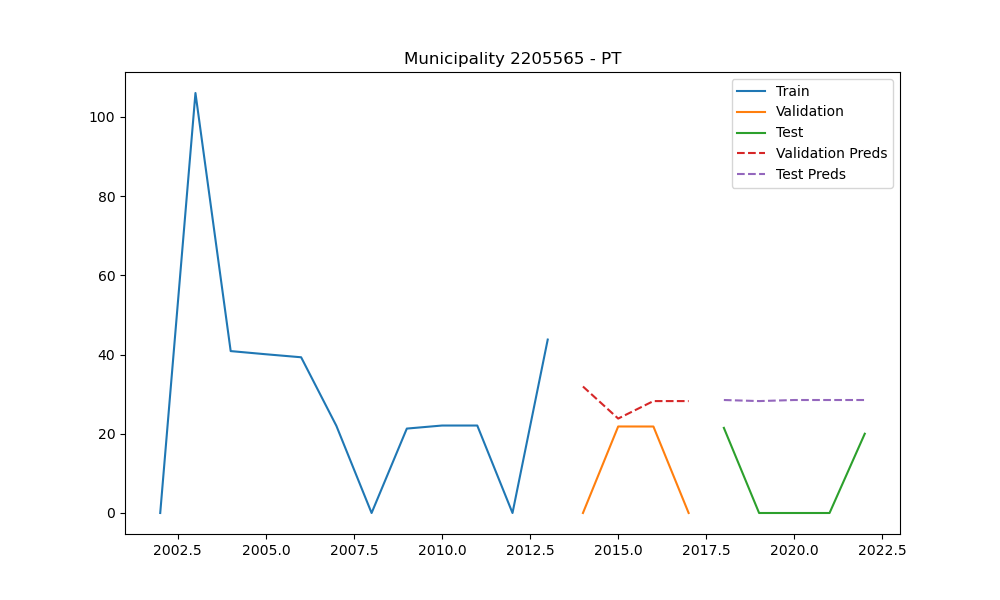 Municipality 2205565 - PT
Train
Validation
Test
Validation Preds
Test Preds
100
80
60
40
20
0
2002.5 2005.0 2007.5 2010.0 2012.5 2015.0 2017.5 2020.0 2022.5